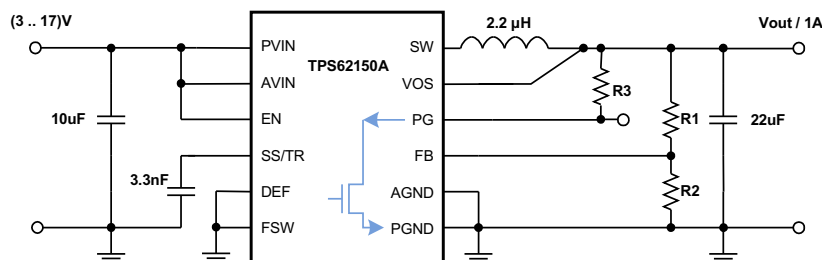 (3 .. 17)V
2.2 µH
Vout / 1A
PVIN
SW
TPS62150A
AVIN
VOS
R3
10uF
EN
PG
R1
22uF
SS/TR
FB
3.3nF
DEF
AGND
R2
FSW
PGND